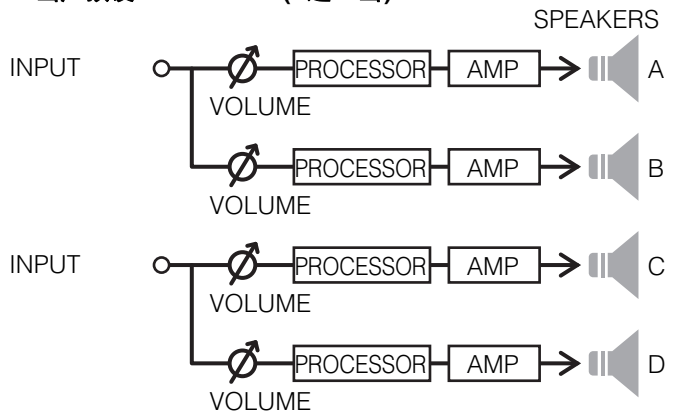 SPEAKERS
INPUT PROCESSOR AMP A
VOLUME
PROCESSOR AMP B
VOLUME
INPUT PROCESSOR AMP C
VOLUME
PROCESSOR AMP D
VOLUME